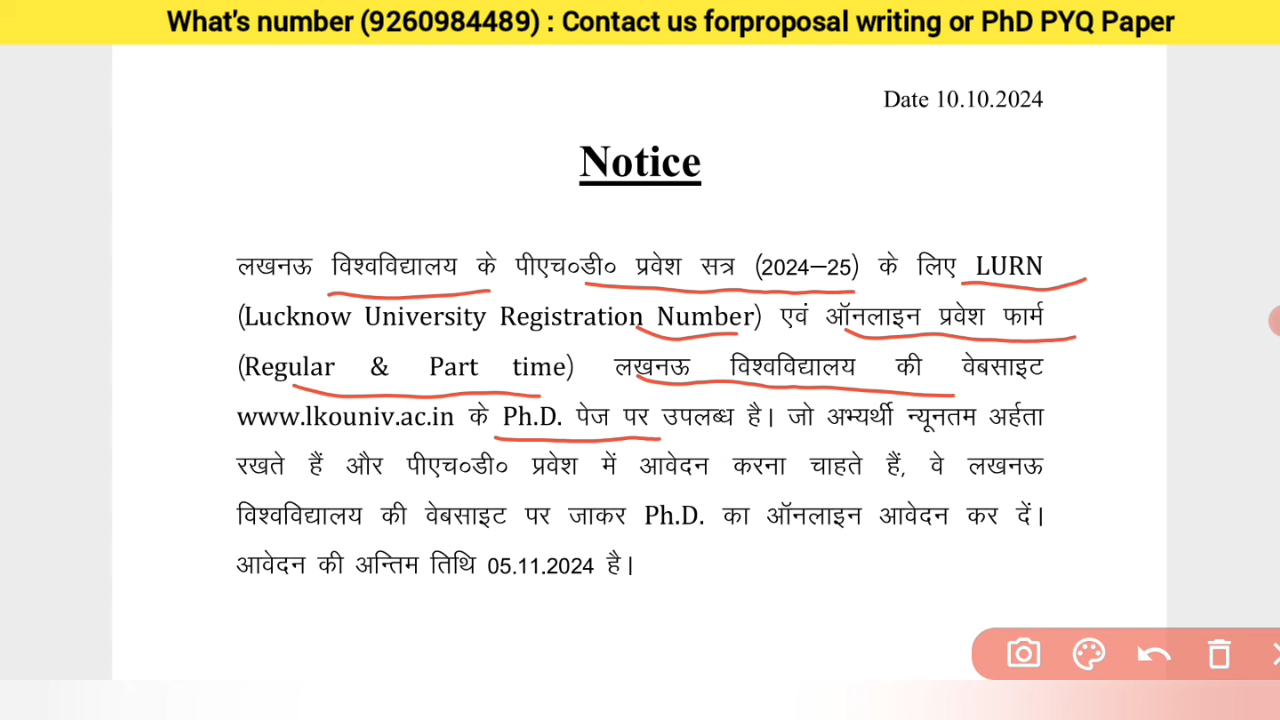 What's number (9260984489) : Contact us forproposal writing or PhD PYQ Paper
Date 10.10.2024
Notice
लखनऊ विश्वविद्यालय के पीएच०डी० प्रवेश सत्र (2024–25) के लिए LURN
(Lucknow University Registration Number) एवं ऑनलाइन प्रवेश फार्म
(Regular & Part time) लखनऊ विश्वविद्यालय की वेबसाइट
www.lkouniv.ac.in के Ph.D. पेज पर उपलब्ध है। जो अभ्यर्थी न्यूनतम अर्हता
रखते हैं और पीएच०डी० प्रवेश में आवेदन करना चाहते हैं, वे लखनऊ
विश्वविद्यालय की वेबसाइट पर जाकर Ph.D. का ऑनलाइन आवेदन कर दें।
आवेदन की अन्तिम तिथि 05.11.2024 है।